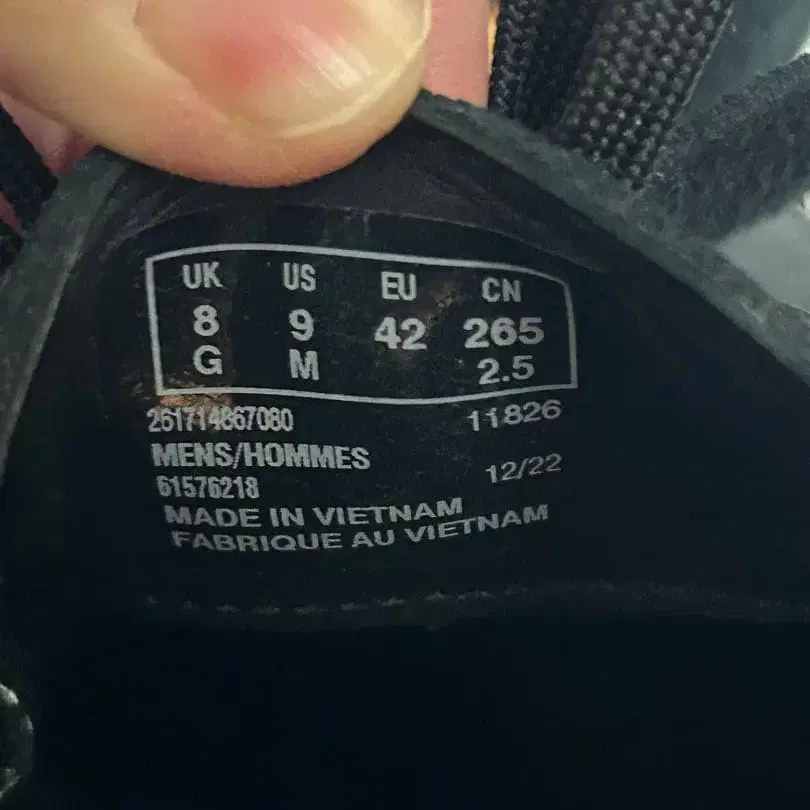 UK US EU CN
8 9 42 265
G M 2.5
261714867080 11826
MENS/HOMMES
61576218 12/22
MADE IN VIETNAM
FABRIQUE AU VIETNAM